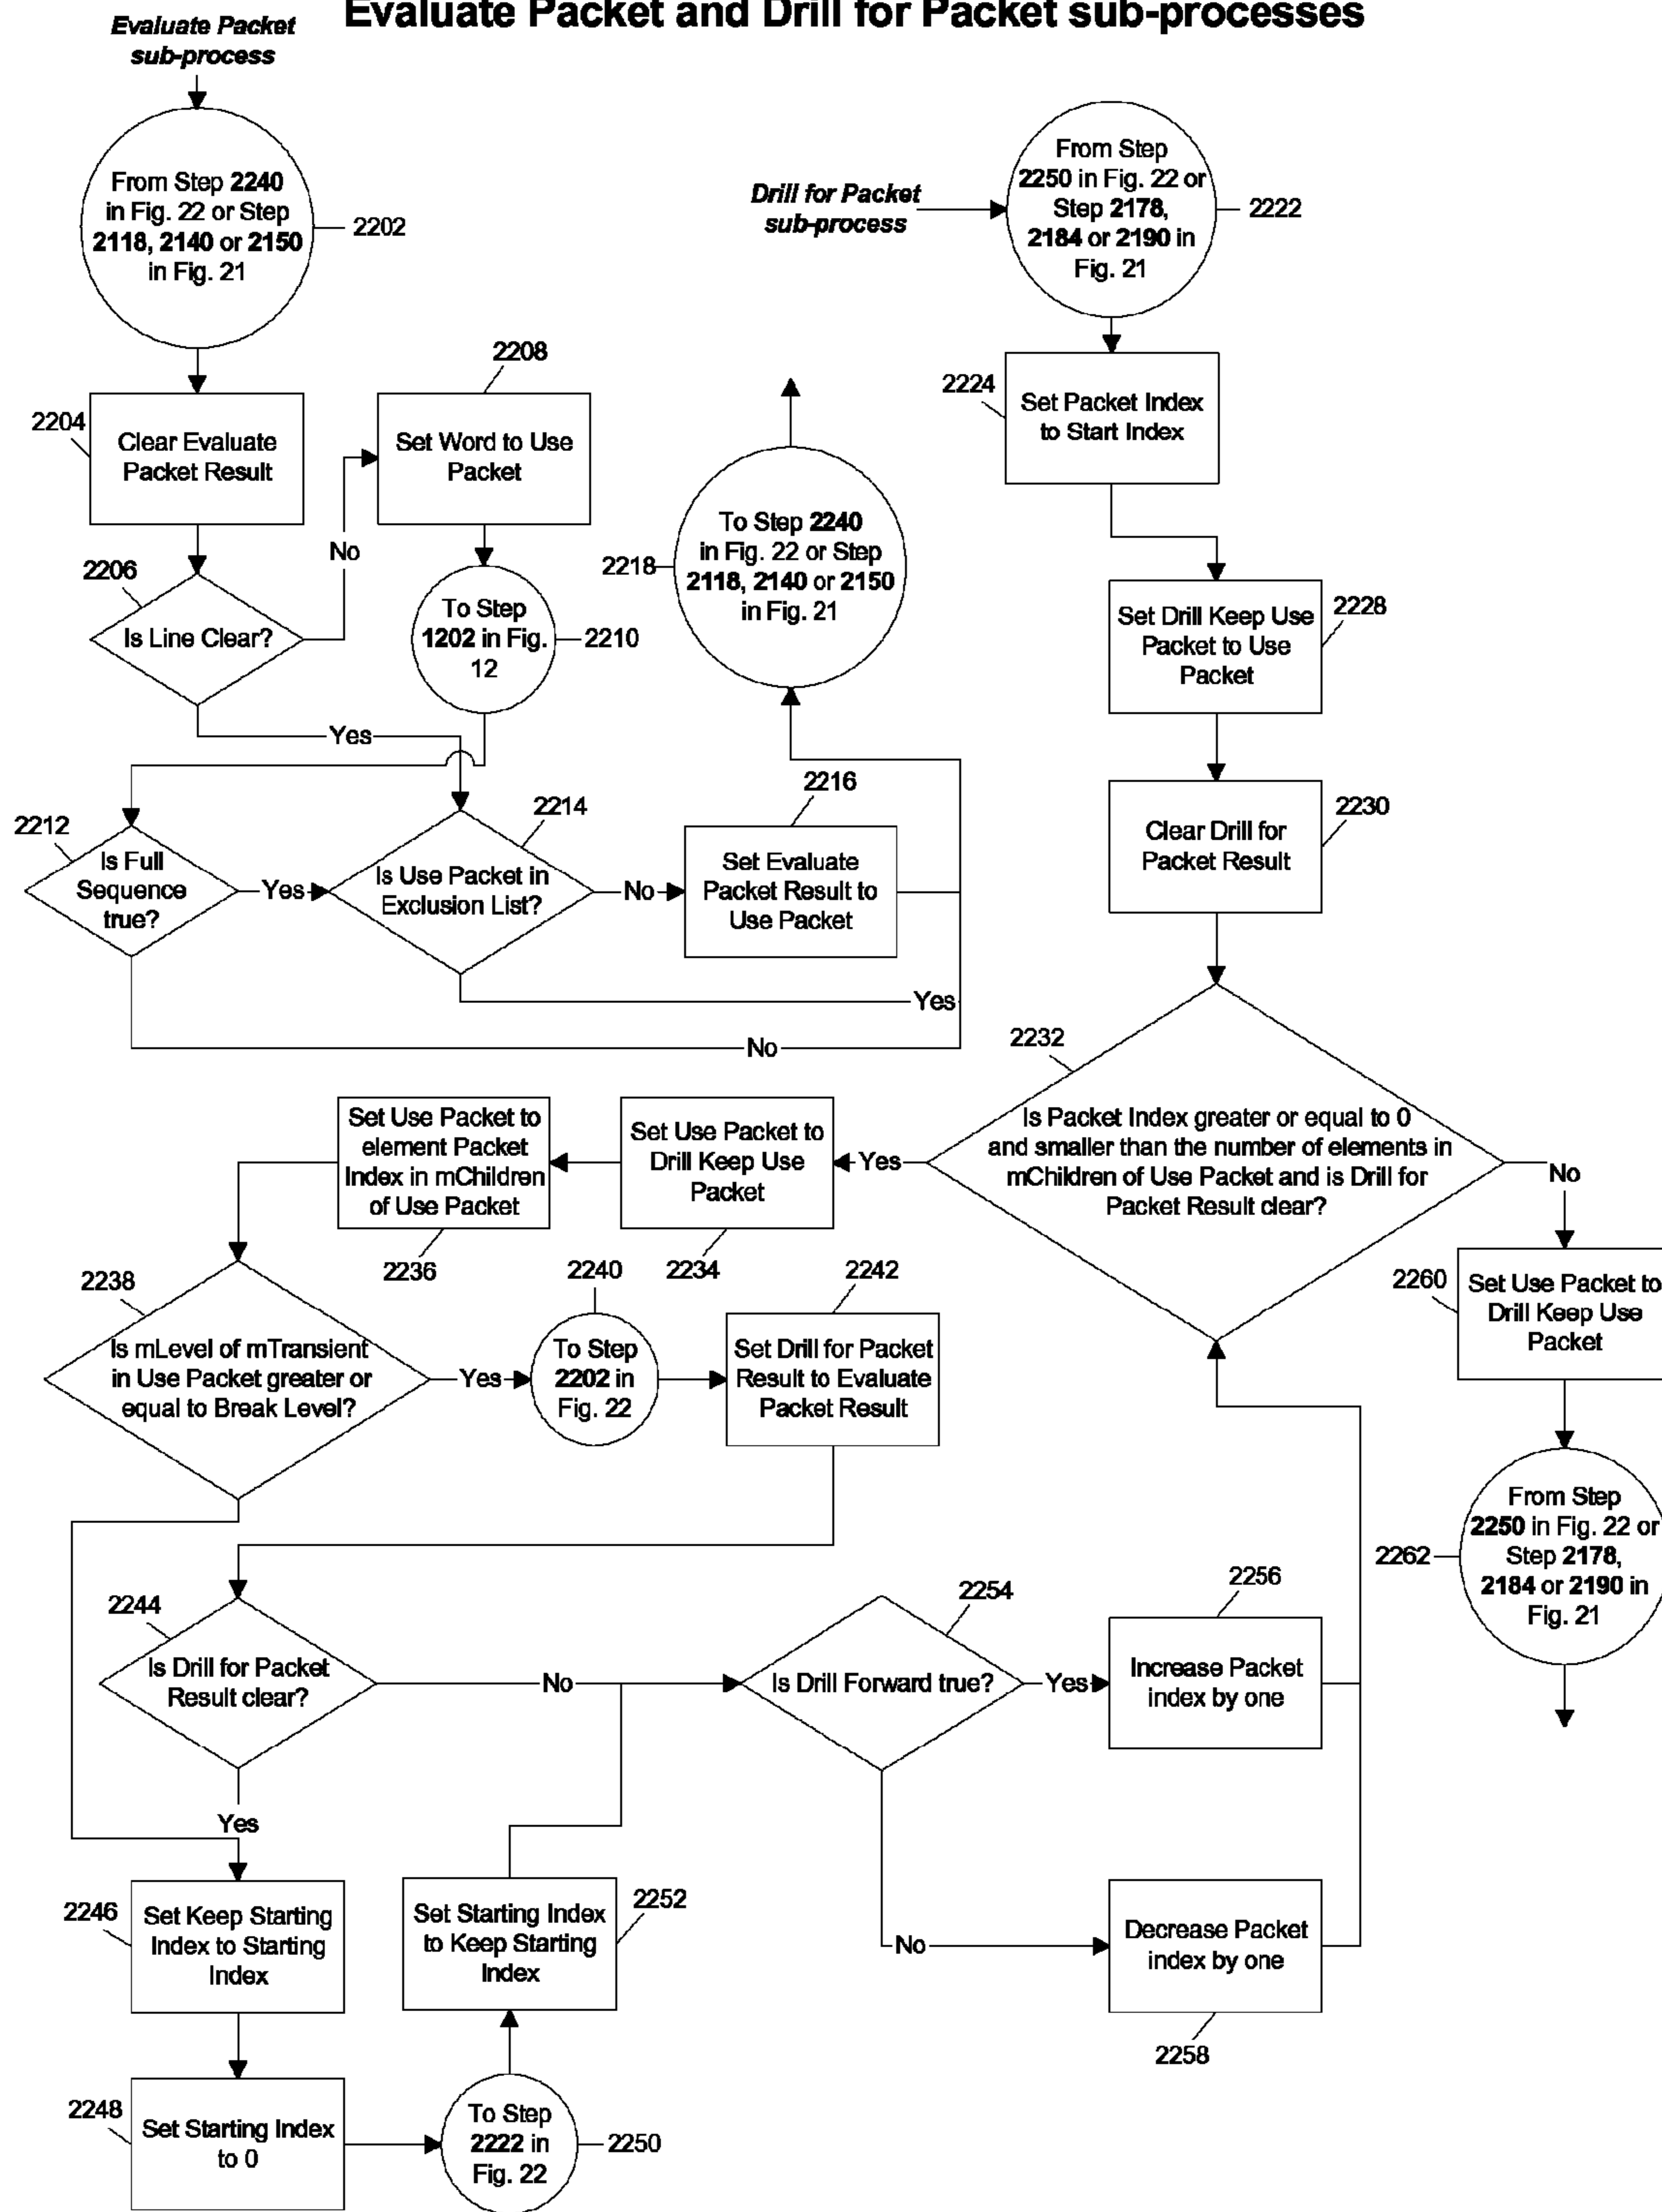 Evaluate Packet and Drill for Packet sub-processes
Evaluate Packet
sub-process
From Step 2240
in Fig. 22 or Step
2118, 2140 or 2150
in Fig. 21
2202
Drill for Packet
sub-process
From Step
2250 in Fig. 22 or
Step 2178,
2184 or 2190 in
Fig. 21
2222
2204
Clear Evaluate
Packet Result
2208
Set Word to Use
Packet
2224
Set Packet Index
to Start Index
No
2206
Is Line Clear?
To Step
1202 in Fig.
12
2210
2218
To Step 2240
in Fig. 22 or Step
2118, 2140 or 2150
in Fig. 21
Set Drill Keep Use
Packet to Use
Packet
2228
Yes
2212
Is Full
Sequence
true?
Yes
2214
Is Use Packet in
Exclusion List?
No
2216
Set Evaluate
Packet Result to
Use Packet
Yes
No
Clear Drill for
Packet Result
2230
2232
Is Packet Index greater or equal to 0
and smaller than the number of elements in
mChildren of Use Packet and is Drill for
Packet Result clear?
Yes
No
Set Use Packet to
Drill Keep Use
Packet
2234
Set Use Packet to
element Packet
Index in mChildren
of Use Packet
2236
2260
Set Use Packet to
Drill Keep Use
Packet
2238
Is mLevel of mTransient
in Use Packet greater or
equal to Break Level?
Yes
2240
To Step
2202 in
Fig. 22
2242
Set Drill for Packet
Result to Evaluate
Packet Result
2262
From Step
2250 in Fig. 22 or
Step 2178,
2184 or 2190 in
Fig. 21
2244
Is Drill for Packet
Result clear?
No
Yes
2254
Is Drill Forward true?
Yes
2256
Increase Packet
index by one
No
Decrease Packet
index by one
2258
2246
Set Keep Starting
Index to Starting
Index
Set Starting Index
to Keep Starting
Index
2252
2248
Set Starting Index
to 0
To Step
2222 in
Fig. 22
2250